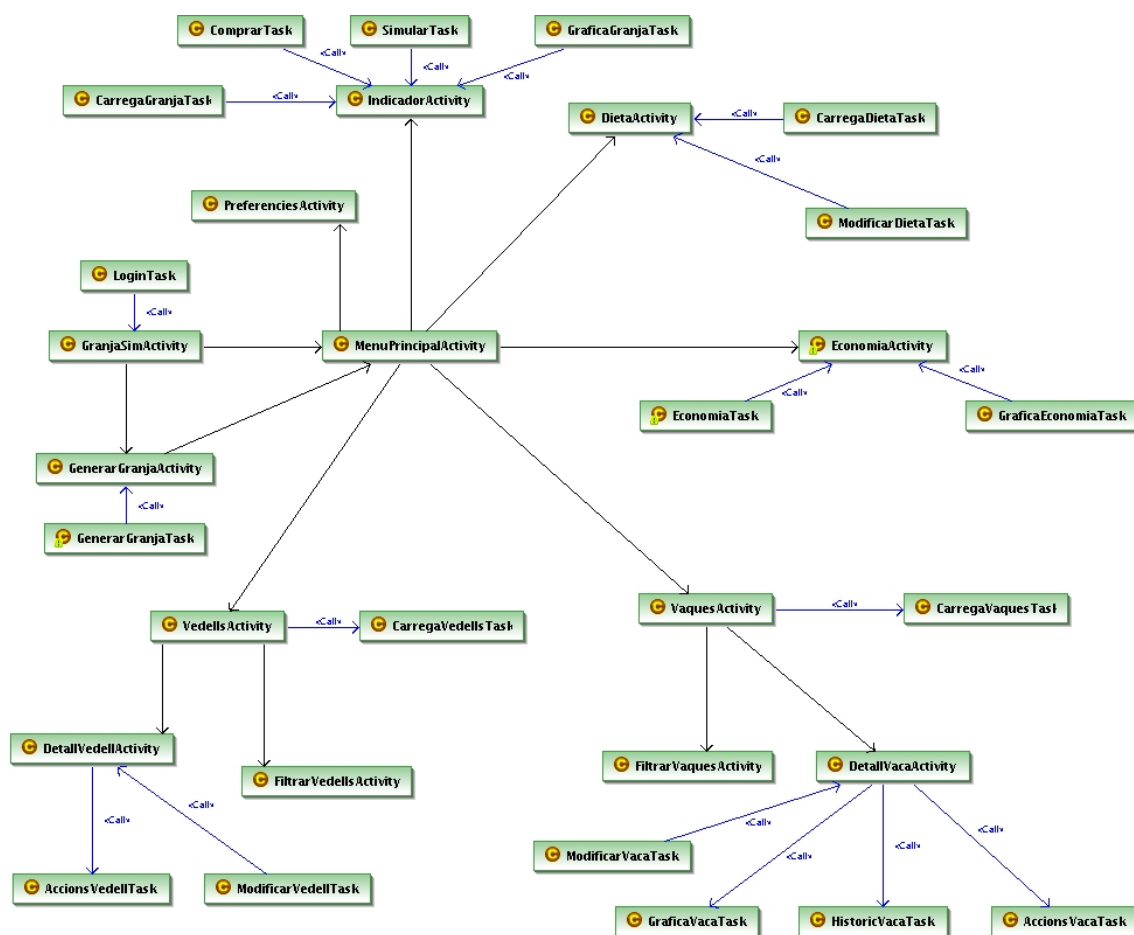 ComprarTask
SimularTask
GraficaGranjaTask
<Call>
<Call>
<Call>
CarregaGranjaTask
<Call>
IndicadorActivity
DietaActivity
<Call>
CarregaDietaTask
<Call>
PreferenciesActivity
ModificarDietaTask
LoginTask
<Call>
GranjaSimActivity
MenuPrincipalActivity
EconomiaActivity
<Call>
<Call>
EconomiaTask
GraficaEconomiaTask
GenerarGranjaActivity
<Call>
GenerarGranjaTask
VedellsActivity
<Call>
CarregaVedellsTask
VaquesActivity
<Call>
CarregaVaquesTask
DetallVedellActivity
FiltrarVedellsActivity
FiltrarVaquesActivity
DetallVacaActivity
<Call>
<Call>
<Call>
<Call>
<Call>
<Call>
ModificarVacaTask
AccionsVedellTask
ModificarVedellTask
GraficaVacaTask
HistoricVacaTask
AccionsVacaTask